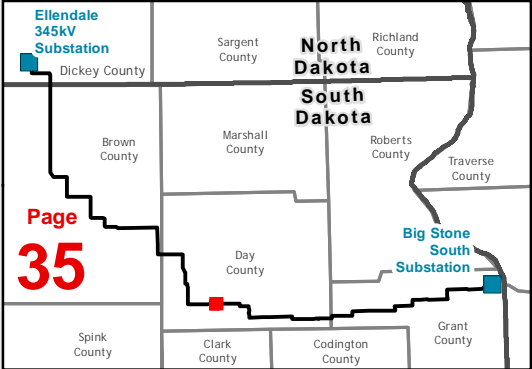 Ellendale
345kV
Substation
Dickey County
Sargent
County
North
Dakota
Richland
County
South
Dakota
Brown
County
Marshall
County
Roberts
County
Traverse
County
Page
35
Day
County
Big Stone
South
Substation
Spink
County
Clark
County
Codington
County
Grant
County